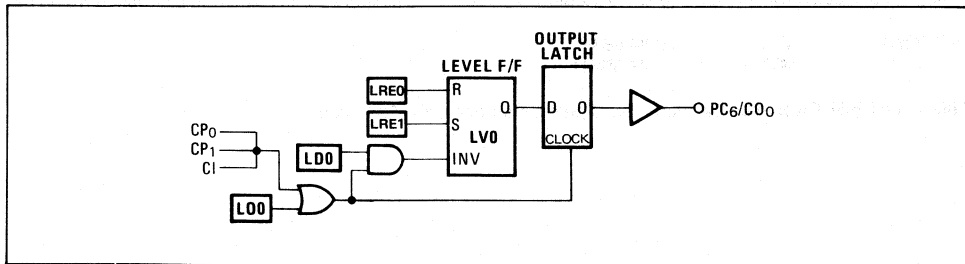 OUTPUT
LATCH
LEVEL F/F
LRE0
R
Q
D
O
PC6/CO0
LRE1
S
LV0
CP0
CP1
CI
LD0
INV
CLOCK
LO0